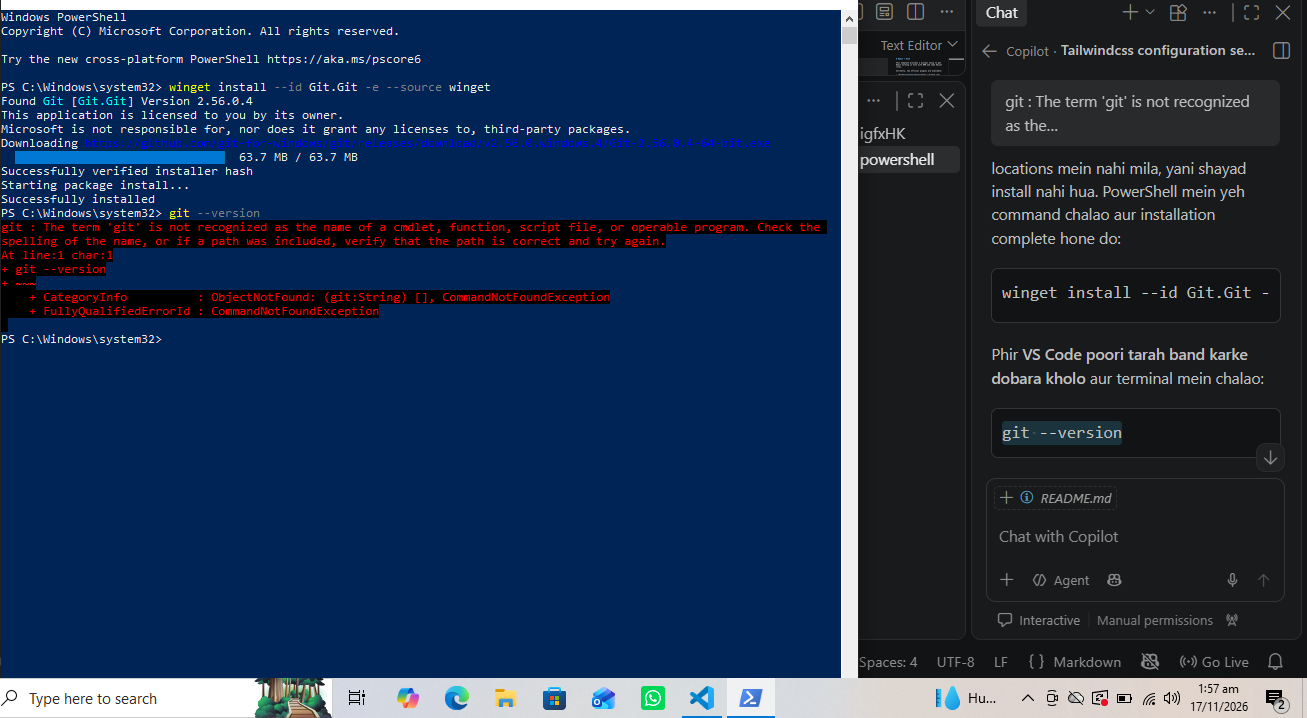 Windows PowerShell
Copyright (C) Microsoft Corporation. All rights reserved.
Try the new cross-platform PowerShell https://aka.ms/pscore6
PS C:\Windows\system32> winget install --id Git.Git -e --source winget
Found Git [Git.Git] Version 2.56.0.4
This application is licensed to you by its owner.
Microsoft is not responsible for, nor does it grant any licenses to, third-party packages.
Downloading
63.7 MB / 63.7 MB
Successfully verified installer hash
Starting package install...
Successfully installed
PS C:\Windows\system32> git --version
git : The term 'git' is not recognized as the name of a cmdlet, function, script file, or operable program. Check the
spelling of the name, or if a path was included, verify that the path is correct and try again.
At line:1 char:1
+ git --version
+ ~~~
+ CategoryInfo : ObjectNotFound: (git:String) [], CommandNotFoundException
+ FullyQualifiedErrorId : CommandNotFoundException
PS C:\Windows\system32>
Text Editor
igfxHK
powershell
Chat
Copilot · Tailwindcss configuration se...
git : The term 'git' is not recognized
as the...
locations mein nahi mila, yani shayad
install nahi hua. PowerShell mein yeh
command chalao aur installation
complete hone do:
winget install --id Git.Git -
Phir VS Code poori tarah band karke
dobara kholo aur terminal mein chalao:
git --version
README.md
Chat with Copilot
Agent
Interactive
Manual permissions
Spaces: 4 UTF-8 LF { } Markdown Go Live
Type here to search
Hu...
1:57 am
17/11/2026
2